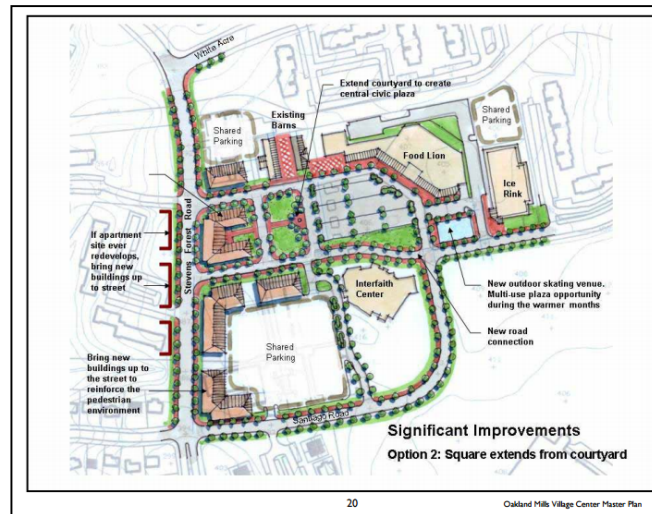 White Acre
Extend courtyard to create
central civic plaza
Existing
Barns
Shared
Parking
Shared
Parking
Food Lion
Ice
Rink
If apartment
site ever
redevelops,
bring new
buildings up
to street
Stevens Forest Road
Interfaith
Center
New outdoor skating venue.
Multi-use plaza opportunity
during the warmer months
New road
connection
Shared
Parking
Bring new
buildings up to
the street to
reinforce the
pedestrian
environment
Santiago Road
Significant Improvements
Option 2: Square extends from courtyard
20
Oakland Mills Village Center Master Plan